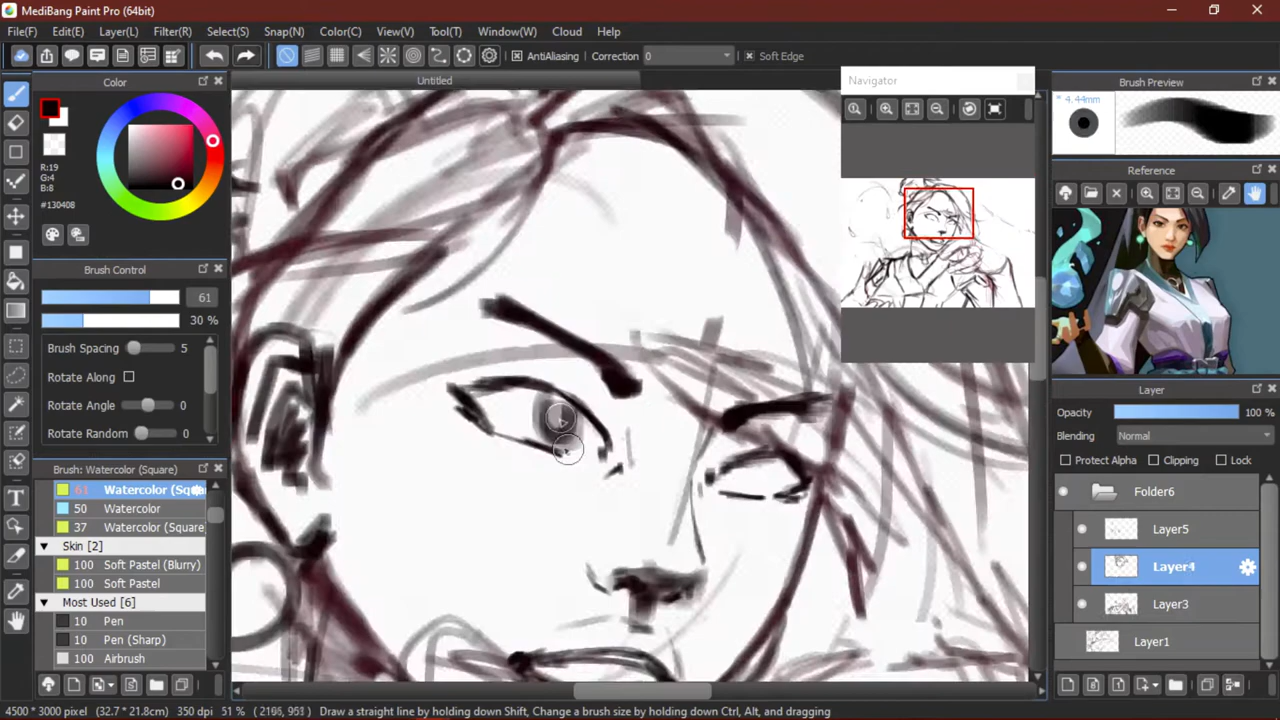 MediBang Paint Pro (64bit)
File(F) Edit(E) Layer(L) Filter(R) Select(S) Snap(N) Color(C) View(V) Tool(T) Window(W) Cloud Help
AntiAliasing Correction 0 Soft Edge
Untitled
Color
R:19
G:4
B:8
#130408
Brush Control
61
30 %
Brush Spacing 5
Rotate Along
Rotate Angle 0
Rotate Random 0
Brush: Watercolor (Square)
61 Watercolor (Squ
50 Watercolor
37 Watercolor (Square
Skin [2]
100 Soft Pastel (Blurry)
100 Soft Pastel
Most Used [6]
10 Pen
10 Pen (Sharp)
100 Airbrush
Navigator
Brush Preview
* 4.44mm
Reference
Layer
Opacity 100 %
Blending Normal
Protect Alpha Clipping Lock
Folder6
Layer5
Layer4
Layer3
Layer1
4500 * 3000 pixel (32.7 * 21.8cm) 350 dpi 51 % Draw a straight line by holding down Shift, Change a brush size by holding down Ctrl, Alt, and dragging